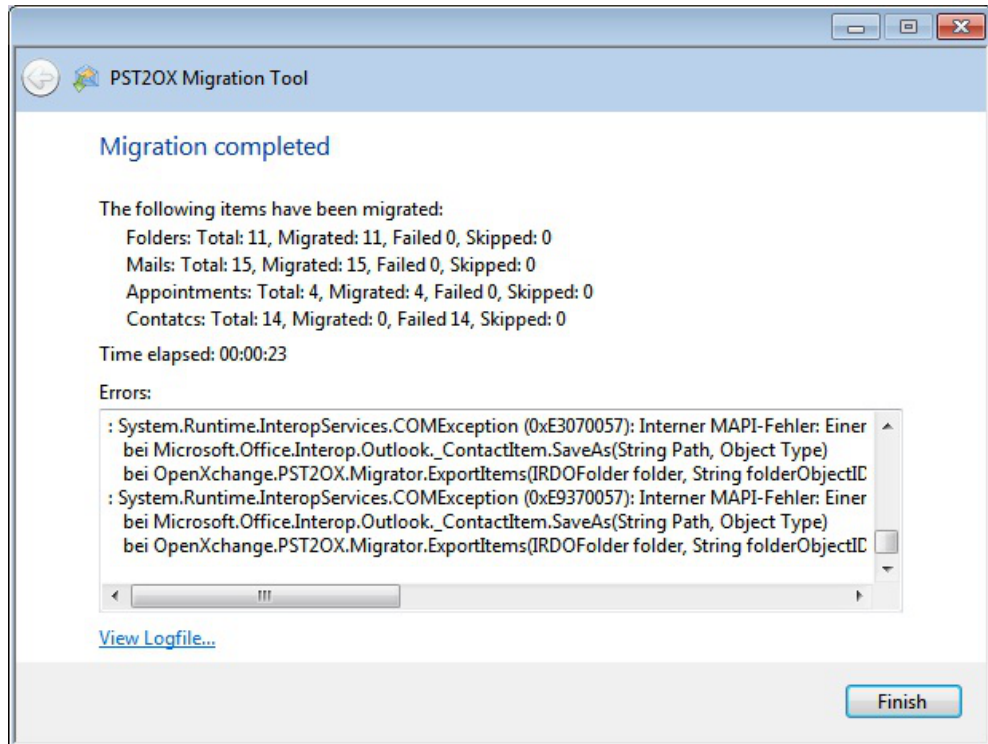 PST2OX Migration Tool
Migration completed
The following items have been migrated:
Folders: Total: 11, Migrated: 11, Failed 0, Skipped: 0
Mails: Total: 15, Migrated: 15, Failed 0, Skipped: 0
Appointments: Total: 4, Migrated: 4, Failed 0, Skipped: 0
Contatcs: Total: 14, Migrated: 0, Failed 14, Skipped: 0
Time elapsed: 00:00:23
Errors:
: System.Runtime.InteropServices.COMException (0xE3070057): Interner MAPI-Fehler: Einer
bei Microsoft.Office.Interop.Outlook._ContactItem.SaveAs(String Path, Object Type)
bei OpenXchange.PST2OX.Migrator.ExportItems(IRDOFolder folder, String folderObjectID
: System.Runtime.InteropServices.COMException (0xE9370057): Interner MAPI-Fehler: Einer
bei Microsoft.Office.Interop.Outlook._ContactItem.SaveAs(String Path, Object Type)
bei OpenXchange.PST2OX.Migrator.ExportItems(IRDOFolder folder, String folderObjectID
View Logfile...
Finish